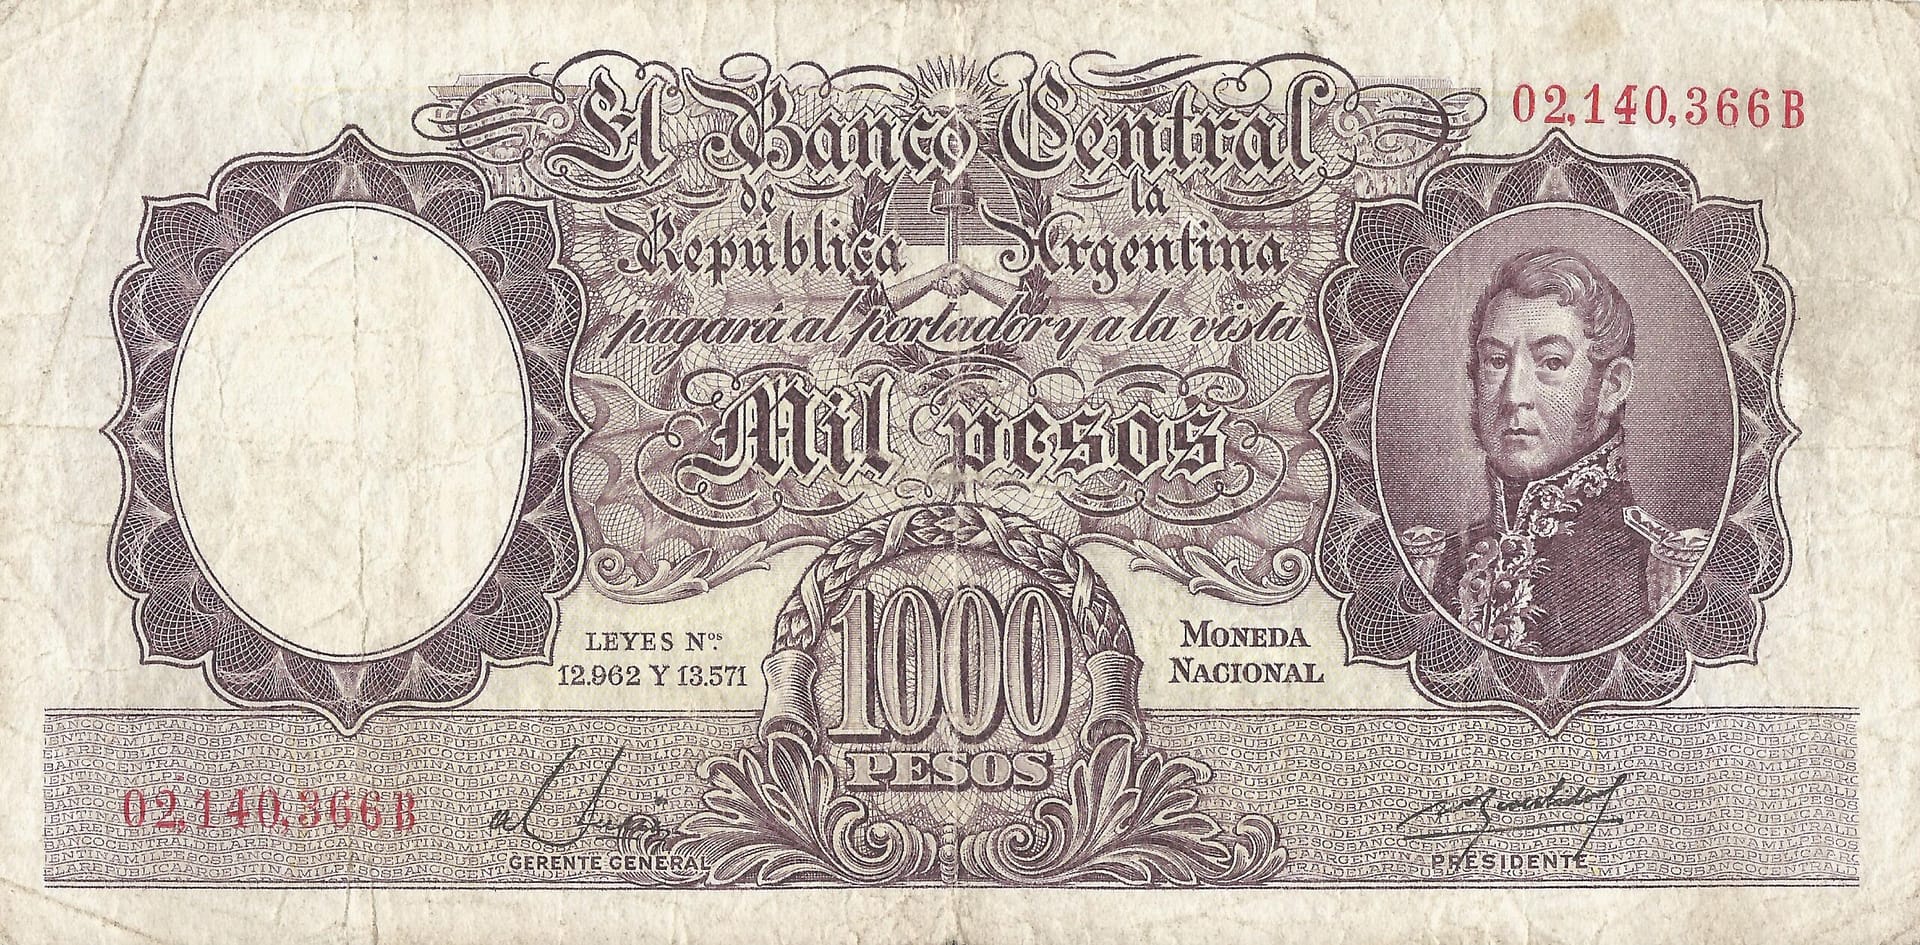 02,140,366B
El Banco Central
de la
República Argentina
pagará al portador y a la vista
Mil pesos
LEYES Nos.
12.962 Y 13.571
1000
PESOS
MONEDA
NACIONAL
02,140,366B
GERENTE GENERAL
PRESIDENTE